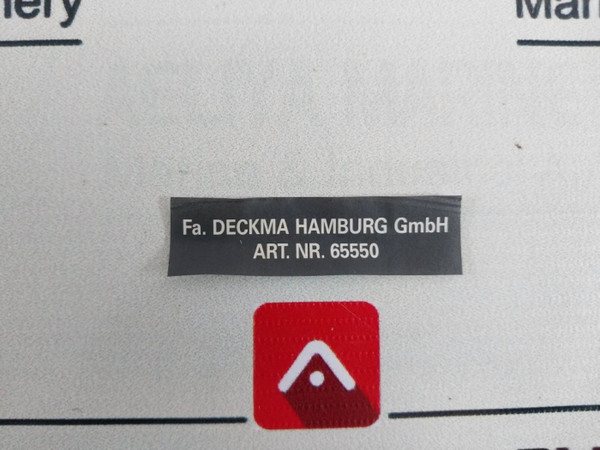 Fa. DECKMA HAMBURG GmbH
ART. NR. 65550